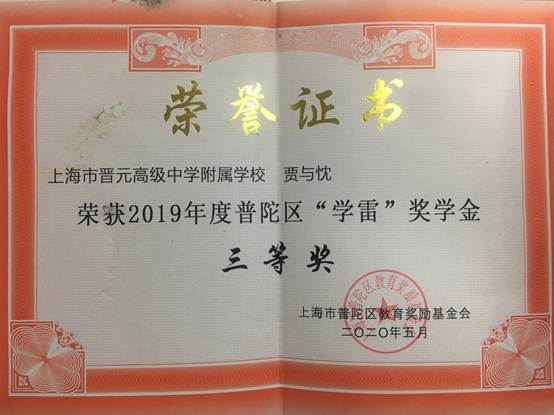 荣誉证书
上海市晋元高级中学附属学校 贾与忱
荣获2019年度普陀区“学雷”奖学金
三等奖
上海市普陀区教育奖励基金会
二〇二〇年五月